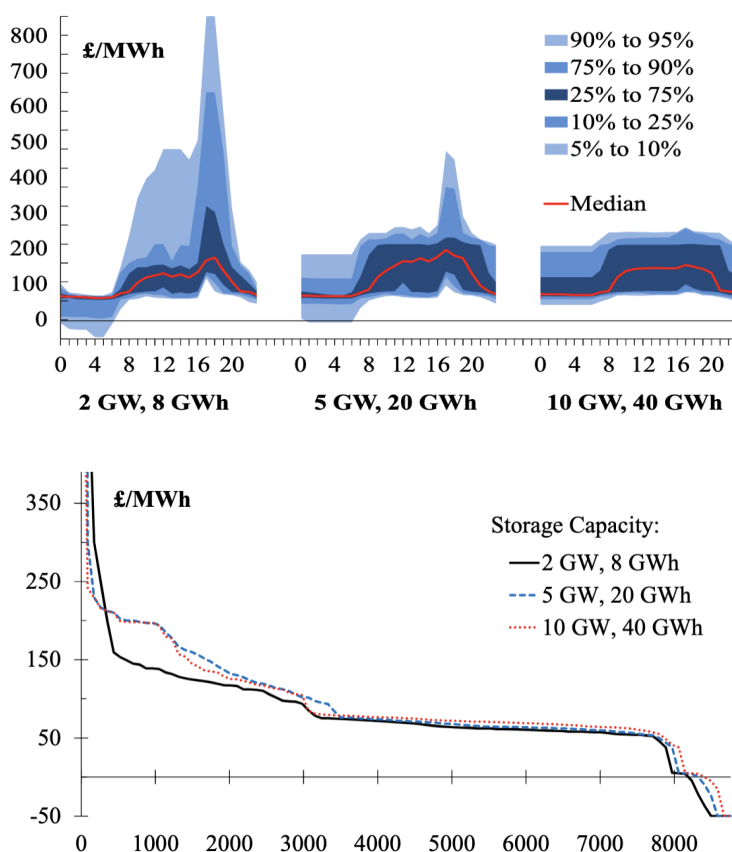 £/MWh
800
700
600
500
400
300
200
100
0
90% to 95%
75% to 90%
25% to 75%
10% to 25%
5% to 10%
Median
0 4 8 12 16 20 0 4 8 12 16 20 0 4 8 12 16 20
2 GW, 8 GWh 5 GW, 20 GWh 10 GW, 40 GWh
£/MWh
350
250
150
50
-50
Storage Capacity:
2 GW, 8 GWh
5 GW, 20 GWh
10 GW, 40 GWh
0 1000 2000 3000 4000 5000 6000 7000 8000